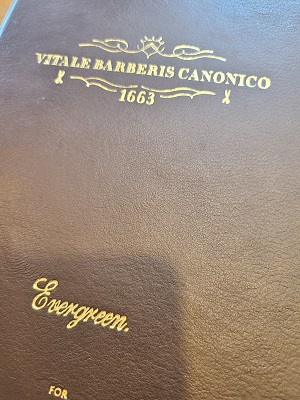 VITALE BARBERIS CANONICO
1663
Evergreen.
FOR